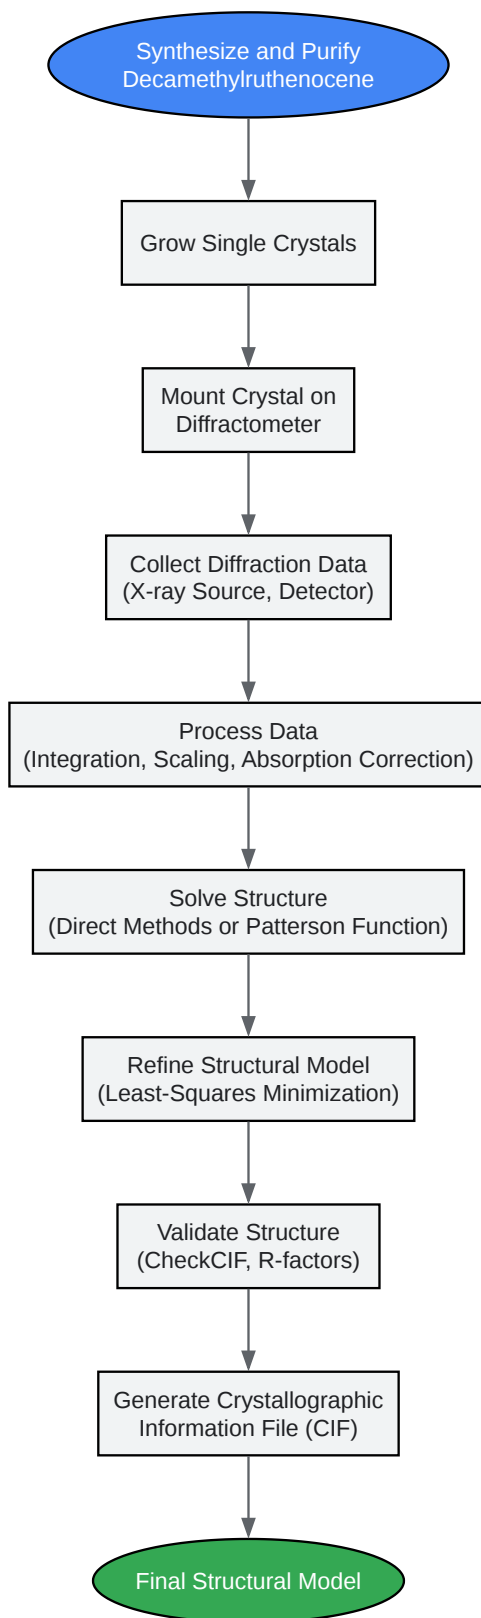 Synthesize and Purify
Decamethylruthenocene
Grow Single Crystals
Mount Crystal on
Diffractometer
Collect Diffraction Data
(X-ray Source, Detector)
Process Data
(Integration, Scaling, Absorption Correction)
Solve Structure
(Direct Methods or Patterson Function)
Refine Structural Model
(Least-Squares Minimization)
Validate Structure
(CheckCIF, R-factors)
Generate Crystallographic
Information File (CIF)
Final Structural Model